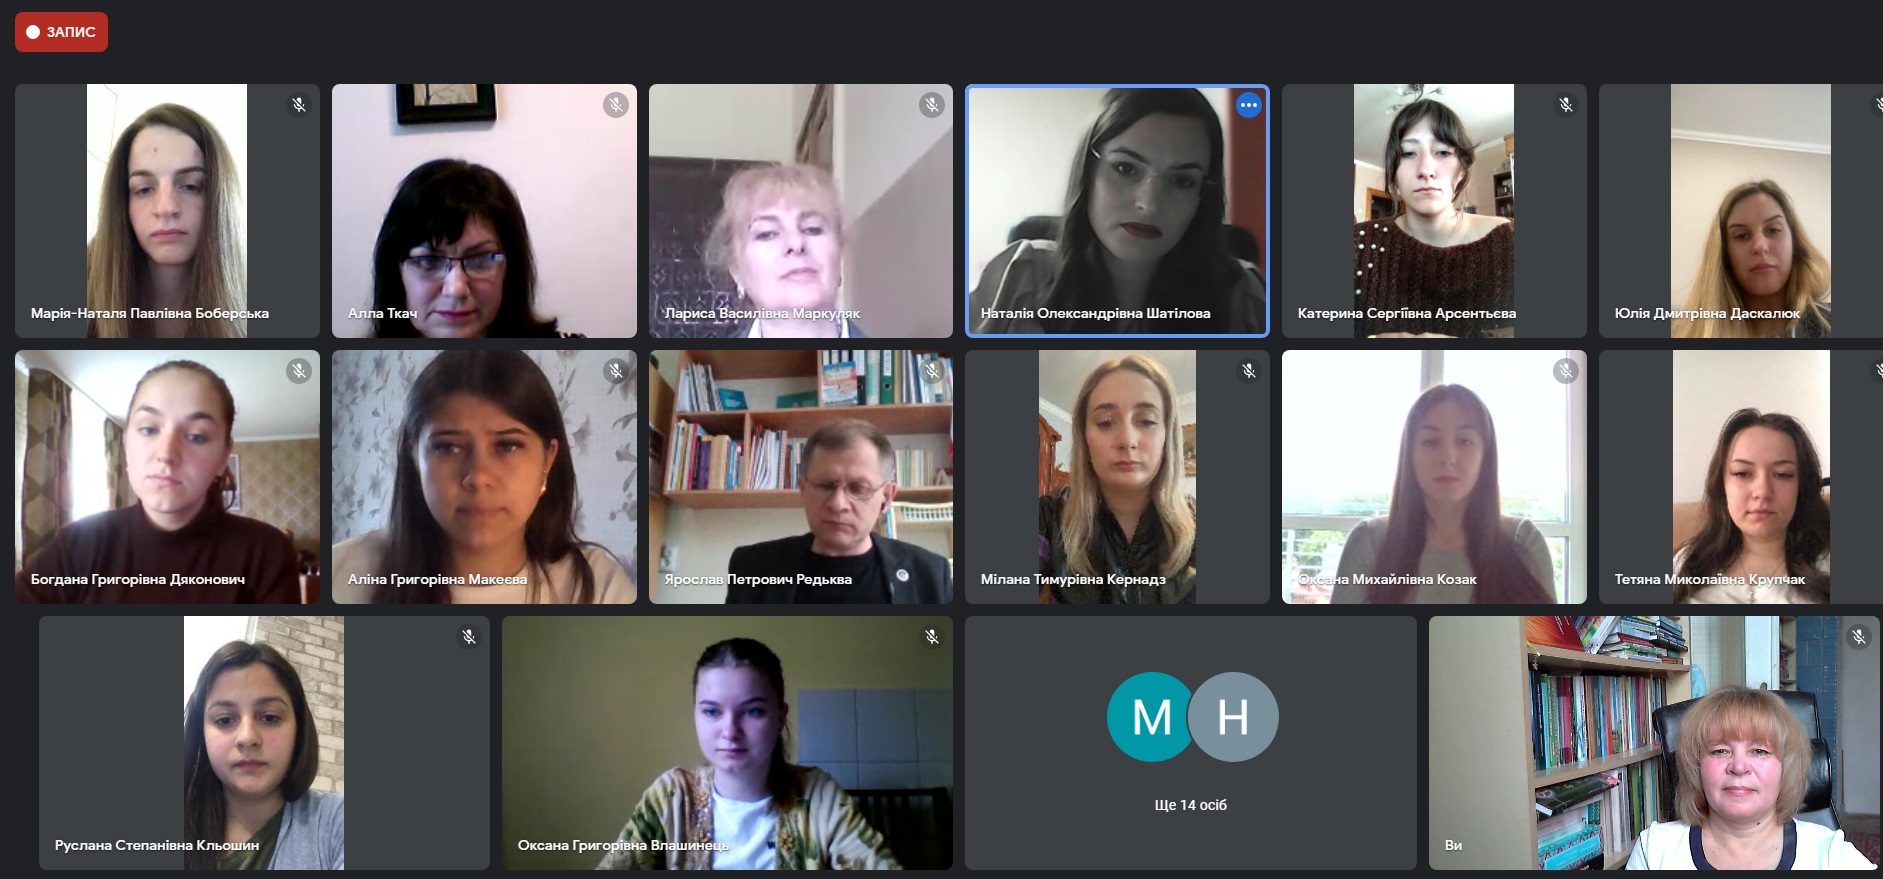 ЗАПИС
Марія-Наталя Павлівна Боберська
Алла Ткач
Лариса Василівна Маркуляк
Наталія Олександрівна Шатілова
Катерина Сергіївна Арсентьєва
Юлія Дмитрівна Даскалюк
Богдана Григорівна Дяконович
Аліна Григорівна Макеєва
Ярослав Петрович Редьква
Мілана Тимурівна Кернадз
Оксана Михайлівна Козак
Тетяна Миколаївна Крупчак
Руслана Степанівна Кльошин
Оксана Григорівна Влашинець
М Н
Ще 14 осіб
Ви